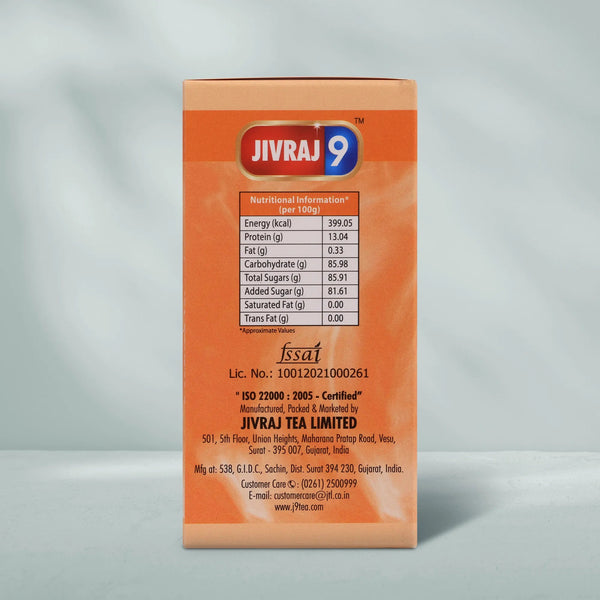 JIVRAJ 9 TM
Nutritional Information*
(per 100g)
Energy (kcal) 399.05
Protein (g) 13.04
Fat (g) 0.33
Carbohydrate (g) 85.98
Total Sugars (g) 85.91
Added Sugar (g) 81.61
Saturated Fat (g) 0.00
Trans Fat (g) 0.00
*Approximate Values
fssai
Lic. No.: 10012021000261
" ISO 22000 : 2005 - Certified"
Manufactured, Packed & Marketed by
JIVRAJ TEA LIMITED
501, 5th Floor, Union Heights, Maharana Pratap Road, Vesu,
Surat - 395 007, Gujarat, India
Mfg at: 538, G.I.D.C., Sachin, Dist. Surat 394 230, Gujarat, India.
Customer Care : (0261) 2500999
E-mail: customercare@jtl.co.in
www.j9tea.com